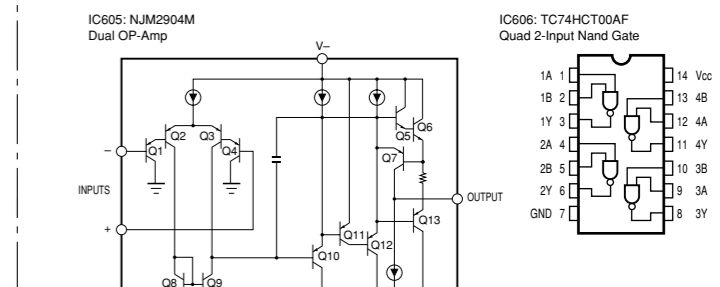 IC605: NJM2904M
Dual OP-Amp
V–
Q1
Q2
Q3
Q4
Q5
Q6
Q7
–
INPUTS
+
OUTPUT
Q13
Q11
Q12
Q10
Q8
Q9
IC606: TC74HCT00AF
Quad 2-Input Nand Gate
1A 1
14 Vcc
1B 2
13 4B
1Y 3
12 4A
2A 4
11 4Y
2B 5
10 3B
2Y 6
9 3A
GND 7
8 3Y